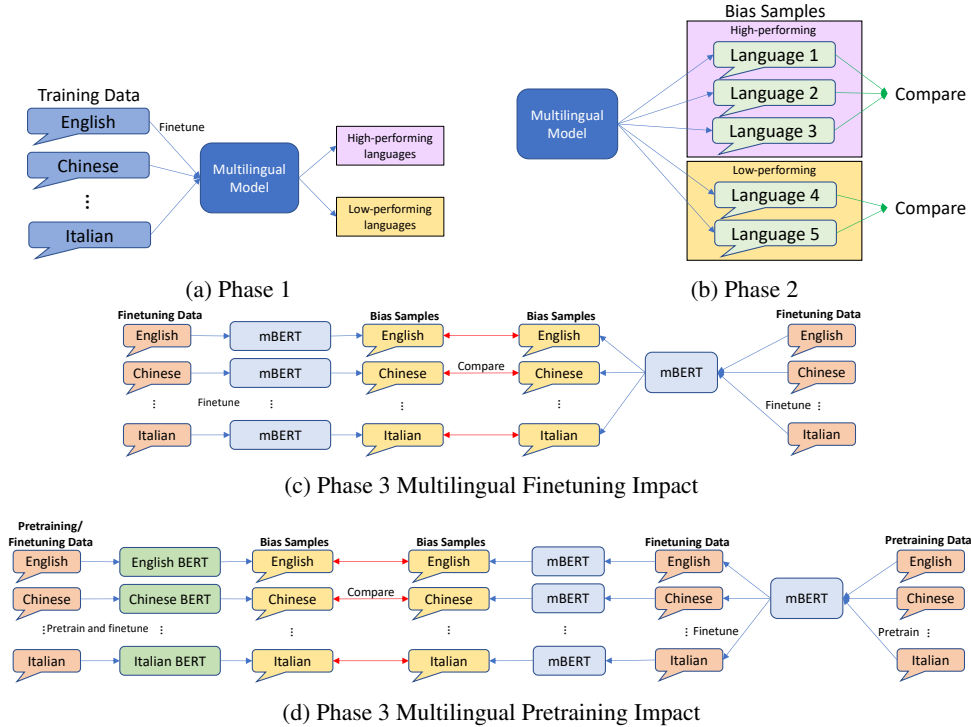 Training Data
English
Finetune
Chinese
Multilingual
Model
⋮
Italian
High-performing
languages
Low-performing
languages
(a) Phase 1
Bias Samples
High-performing
Language 1
Language 2
Language 3
Multilingual
Model
Compare
Low-performing
Language 4
Language 5
Compare
(b) Phase 2
Finetuning Data
Bias Samples
Bias Samples
Finetuning Data
English
mBERT
English
English
English
Chinese
mBERT
Chinese
Compare
Chinese
mBERT
Chinese
⋮
Finetune
⋮
⋮
⋮
Finetune ⋮
Italian
mBERT
Italian
Italian
Italian
(c) Phase 3 Multilingual Finetuning Impact
Pretraining/
Finetuning Data
Bias Samples
Bias Samples
Finetuning Data
Pretraining Data
English
English BERT
English
English
mBERT
English
English
Chinese
Chinese BERT
Chinese
Compare
Chinese
mBERT
Chinese
mBERT
Chinese
⋮ Pretrain and finetune ⋮
⋮
⋮
⋮
⋮ Finetune
Pretrain ⋮
Italian
Italian BERT
Italian
Italian
mBERT
Italian
Italian
(d) Phase 3 Multilingual Pretraining Impact